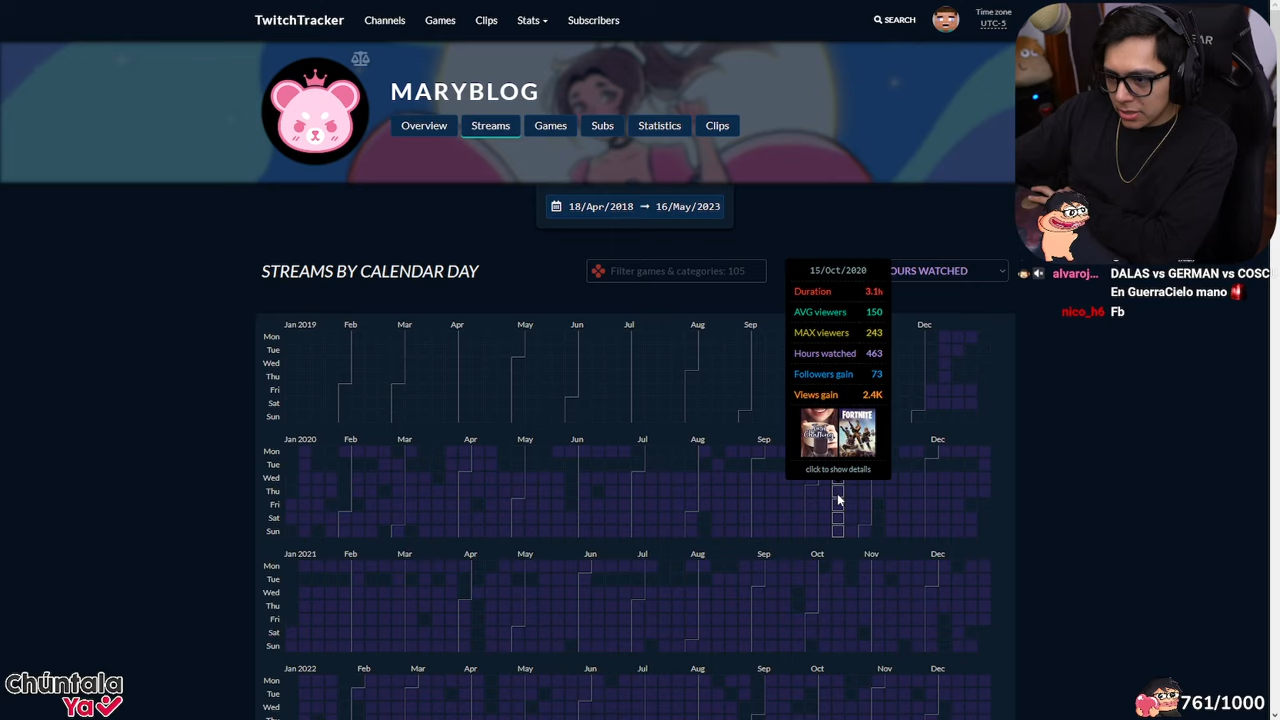 TwitchTracker Channels Games Clips Stats Subscribers SEARCH Time zone
UTC-5
MARYBLOG
Overview Streams Games Subs Statistics Clips
18/Apr/2018 → 16/May/2023
STREAMS BY CALENDAR DAY
Filter games & categories: 105
OURS WATCHED
15/Oct/2020
Duration 3.1h
AVG viewers 150
MAX viewers 243
Hours watched 463
Followers gain 73
Views gain 2.4K
FORTNITE
click to show details
Jan 2019 Feb Mar Apr May Jun Jul Aug Sep Dec
Mon
Tue
Wed
Thu
Fri
Sat
Sun
Jan 2020 Feb Mar Apr May Jun Jul Aug Sep Dec
Mon
Tue
Wed
Thu
Fri
Sat
Sun
Jan 2021 Feb Mar Apr May Jun Jul Aug Sep Oct Nov Dec
Mon
Tue
Wed
Thu
Fri
Sat
Sun
Jan 2022 Feb Mar Apr May Jun Jul Aug Sep Oct Nov Dec
Mon
Tue
Wed
Thu
Fri
Sat
Sun
alvaroj... DALAS vs GERMAN vs COSC
En GuerraCielo mano
nico_h6 Fb
Chúntala
Ya
761/1000